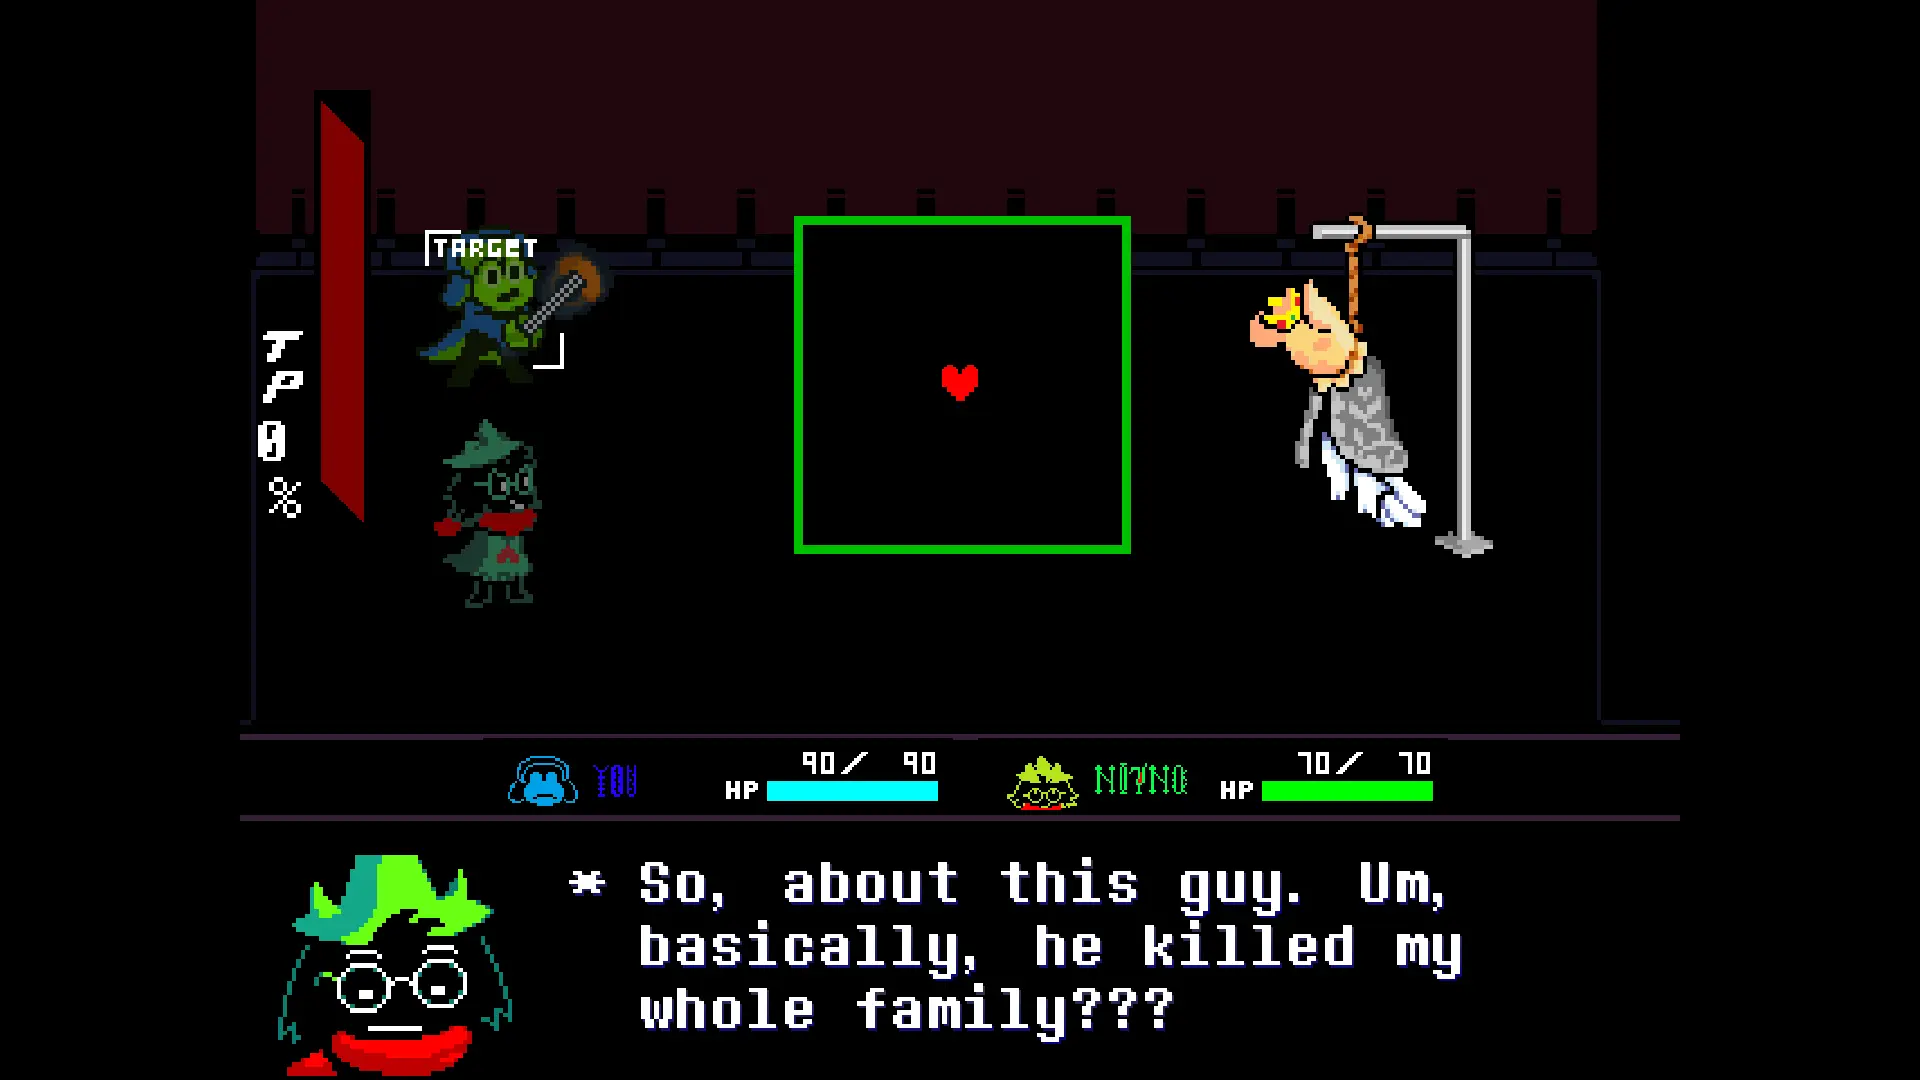 TARGET
TP
0
%
YOU
HP 90/ 90
HP 70/ 70
* So, about this guy. Um,
basically, he killed my
whole family???